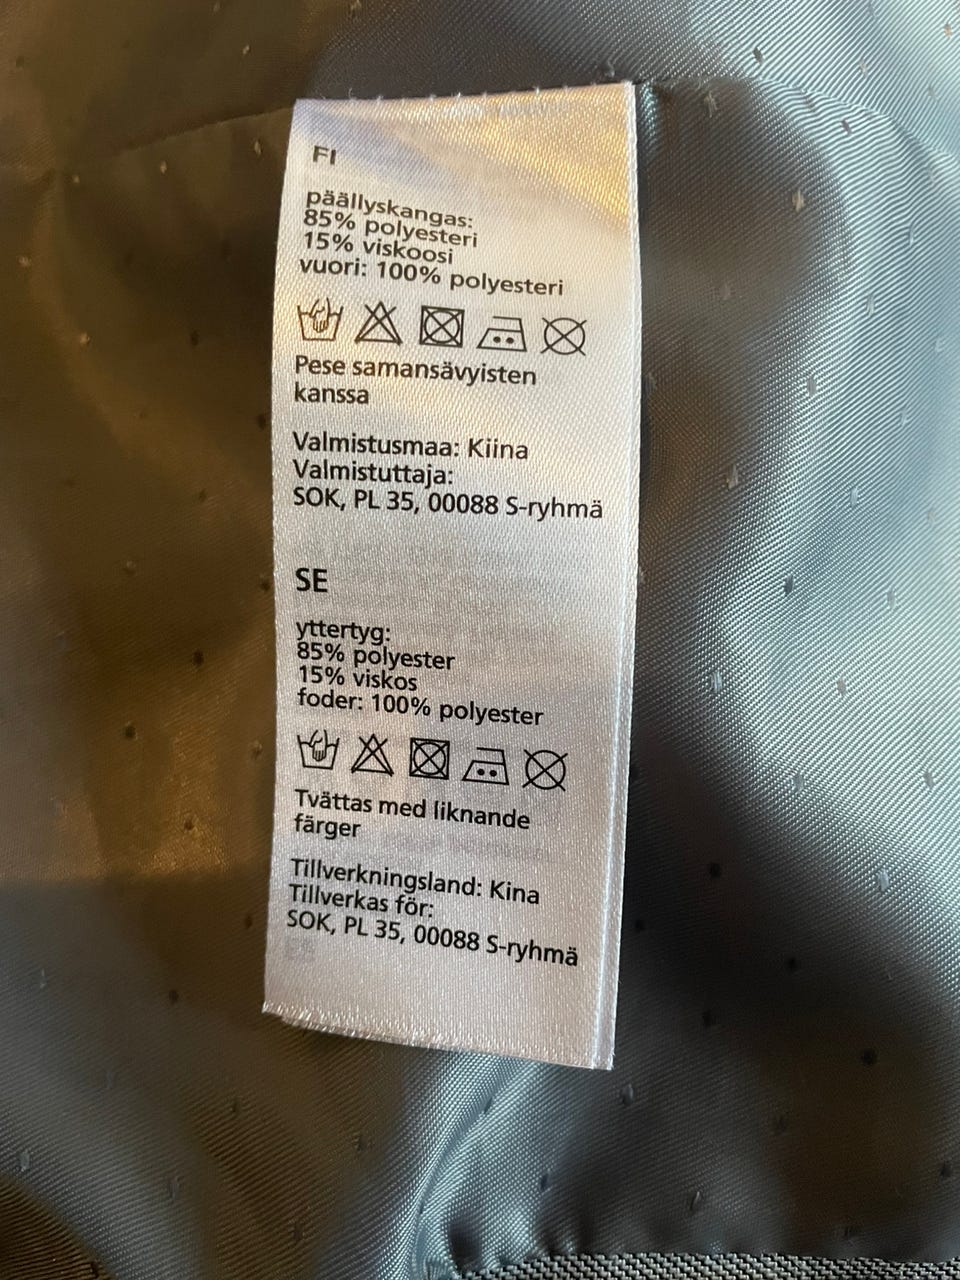 FI
päällyskangas:
85% polyesteri
15% viskoosi
vuori: 100% polyesteri
Pese samansävyisten
kanssa
Valmistusmaa: Kiina
Valmistuttaja:
SOK, PL 35, 00088 S-ryhmä
SE
yttertyg:
85% polyester
15% viskos
foder: 100% polyester
Tvättas med liknande
färger
Tillverkningsland: Kina
Tillverkas för:
SOK, PL 35, 00088 S-ryhmä